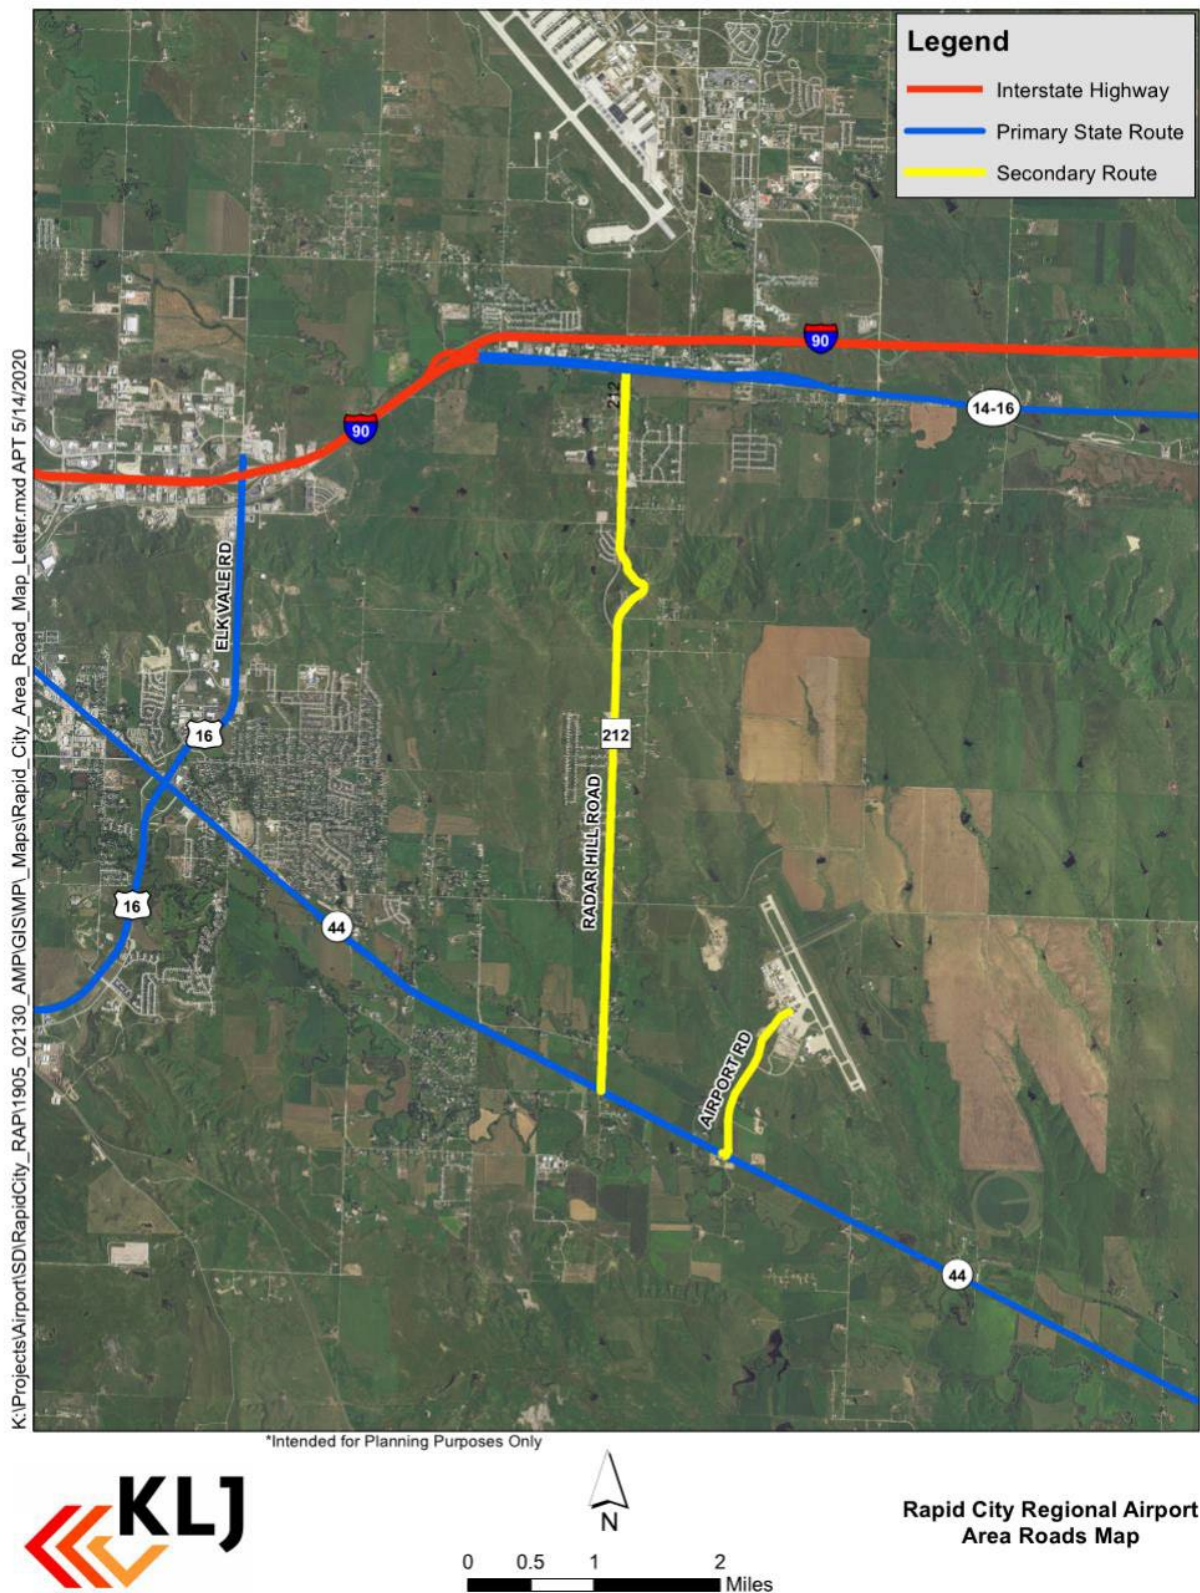 Legend
Interstate Highway
Primary State Route
Secondary Route
90
14-16
212
90
ELK VALE RD
16
212
RADAR HILL ROAD
16
44
AIRPORT RD
44
K:\Projects\Airport\SD\RapidCity_RAP\1905_02130_AMP\GIS\MP\_Maps\Rapid_City_Area_Road_Map_Letter.mxd APT 5/14/2020
*Intended for Planning Purposes Only
KLJ
N
Rapid City Regional Airport
Area Roads Map
0 0.5 1 2
Miles